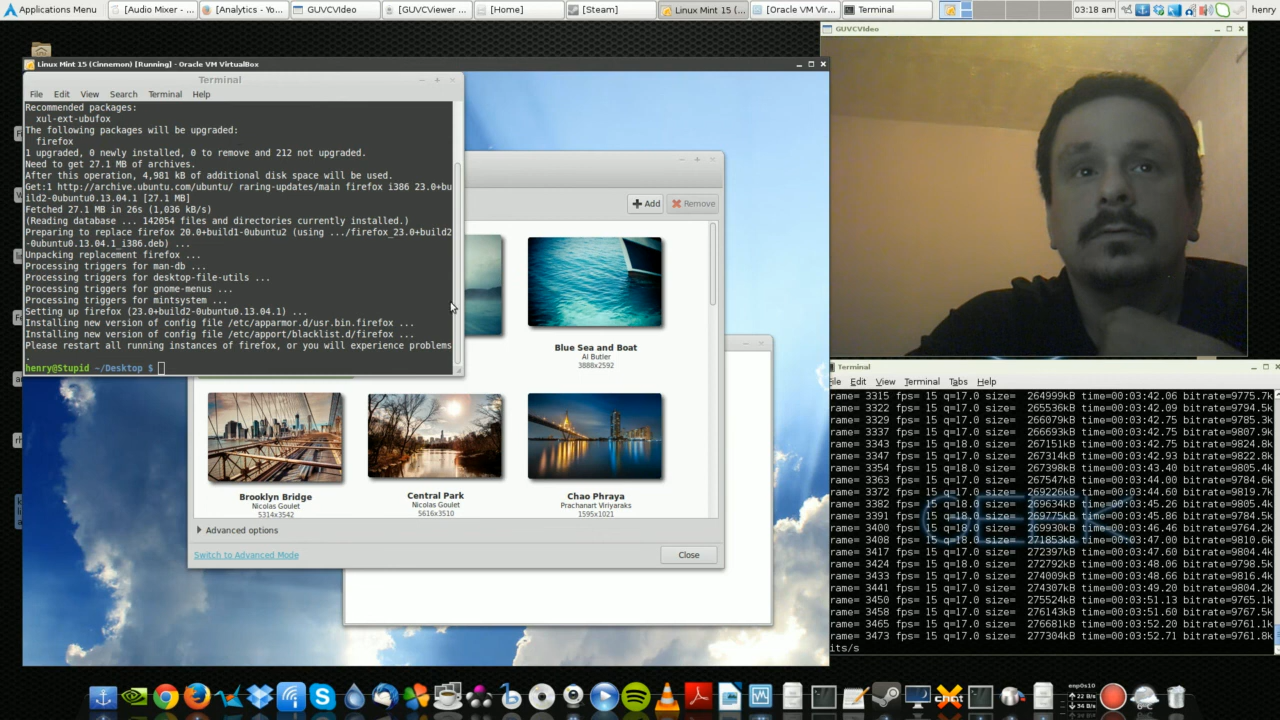 Applications Menu
[Audio Mixer - ...
[Analytics - Yo...
GUVCVIdeo
[GUVCViewer ...
[Home]
[Steam]
Linux Mint 15 (...
[Oracle VM Vir...
Terminal
03:18 am
henry
GUVCVIdeo
Linux Mint 15 (Cinnemon) [Running] - Oracle VM VirtualBox
Terminal
File Edit View Search Terminal Help
Recommended packages:
xul-ext-ubufox
The following packages will be upgraded:
firefox
1 upgraded, 0 newly installed, 0 to remove and 212 not upgraded.
Need to get 27.1 MB of archives.
After this operation, 4,981 kB of additional disk space will be used.
Get:1 http://archive.ubuntu.com/ubuntu/ raring-updates/main firefox i386 23.0+bu
ild2-0ubuntu0.13.04.1 [27.1 MB]
Fetched 27.1 MB in 26s (1,036 kB/s)
(Reading database ... 142054 files and directories currently installed.)
Preparing to replace firefox 20.0+build1-0ubuntu2 (using .../firefox_23.0+build2
-0ubuntu0.13.04.1_i386.deb) ...
Unpacking replacement firefox ...
Processing triggers for man-db ...
Processing triggers for desktop-file-utils ...
Processing triggers for gnome-menus ...
Processing triggers for mintsystem ...
Setting up firefox (23.0+build2-0ubuntu0.13.04.1) ...
Installing new version of config file /etc/apparmor.d/usr.bin.firefox ...
Installing new version of config file /etc/apport/blacklist.d/firefox ...
Please restart all running instances of firefox, or you will experience problems
.
henry@Stupid ~/Desktop $
Add
Remove
Blue Sea and Boat
Al Butler
3888x2592
Brooklyn Bridge
Nicolas Goulet
5314x3542
Central Park
Nicolas Goulet
5616x3510
Chao Phraya
Prachanart Viriyaraks
1595x1021
Advanced options
Switch to Advanced Mode
Close
Terminal
File Edit View Terminal Tabs Help
rame= 3315 fps= 15 q=17.0 size= 264999kB time=00:03:42.06 bitrate=9775.7k
rame= 3322 fps= 15 q=17.0 size= 265536kB time=00:03:42.09 bitrate=9794.5k
rame= 3329 fps= 15 q=17.0 size= 266079kB time=00:03:42.75 bitrate=9785.3k
rame= 3337 fps= 15 q=17.0 size= 266693kB time=00:03:42.75 bitrate=9807.9k
rame= 3343 fps= 15 q=18.0 size= 267151kB time=00:03:42.75 bitrate=9824.8k
rame= 3347 fps= 15 q=17.0 size= 267314kB time=00:03:42.93 bitrate=9822.8k
rame= 3354 fps= 15 q=18.0 size= 267398kB time=00:03:43.40 bitrate=9805.4k
rame= 3363 fps= 15 q=17.0 size= 267547kB time=00:03:44.00 bitrate=9784.7k
rame= 3372 fps= 15 q=17.0 size= 269226kB time=00:03:44.60 bitrate=9819.7k
rame= 3382 fps= 15 q=18.0 size= 269634kB time=00:03:45.26 bitrate=9805.4k
rame= 3391 fps= 15 q=17.0 size= 269775kB time=00:03:45.86 bitrate=9784.5k
rame= 3400 fps= 15 q=18.0 size= 269930kB time=00:03:46.46 bitrate=9764.2k
rame= 3408 fps= 15 q=17.0 size= 271853kB time=00:03:47.00 bitrate=9810.6k
rame= 3417 fps= 15 q=17.0 size= 272397kB time=00:03:47.60 bitrate=9804.4k
rame= 3424 fps= 15 q=18.0 size= 272792kB time=00:03:48.06 bitrate=9798.5k
rame= 3433 fps= 15 q=17.0 size= 274009kB time=00:03:48.66 bitrate=9816.4k
rame= 3441 fps= 15 q=17.0 size= 274307kB time=00:03:49.20 bitrate=9804.2k
rame= 3450 fps= 15 q=17.0 size= 275524kB time=00:03:51.13 bitrate=9765.1k
rame= 3458 fps= 15 q=17.0 size= 276143kB time=00:03:51.60 bitrate=9767.5k
rame= 3465 fps= 15 q=17.0 size= 276681kB time=00:03:52.20 bitrate=9761.1k
rame= 3473 fps= 15 q=17.0 size= 277304kB time=00:03:52.71 bitrate=9761.8k
its/s
GEEK
chat
enp0s10
22 B/s
34 B/s
6°C